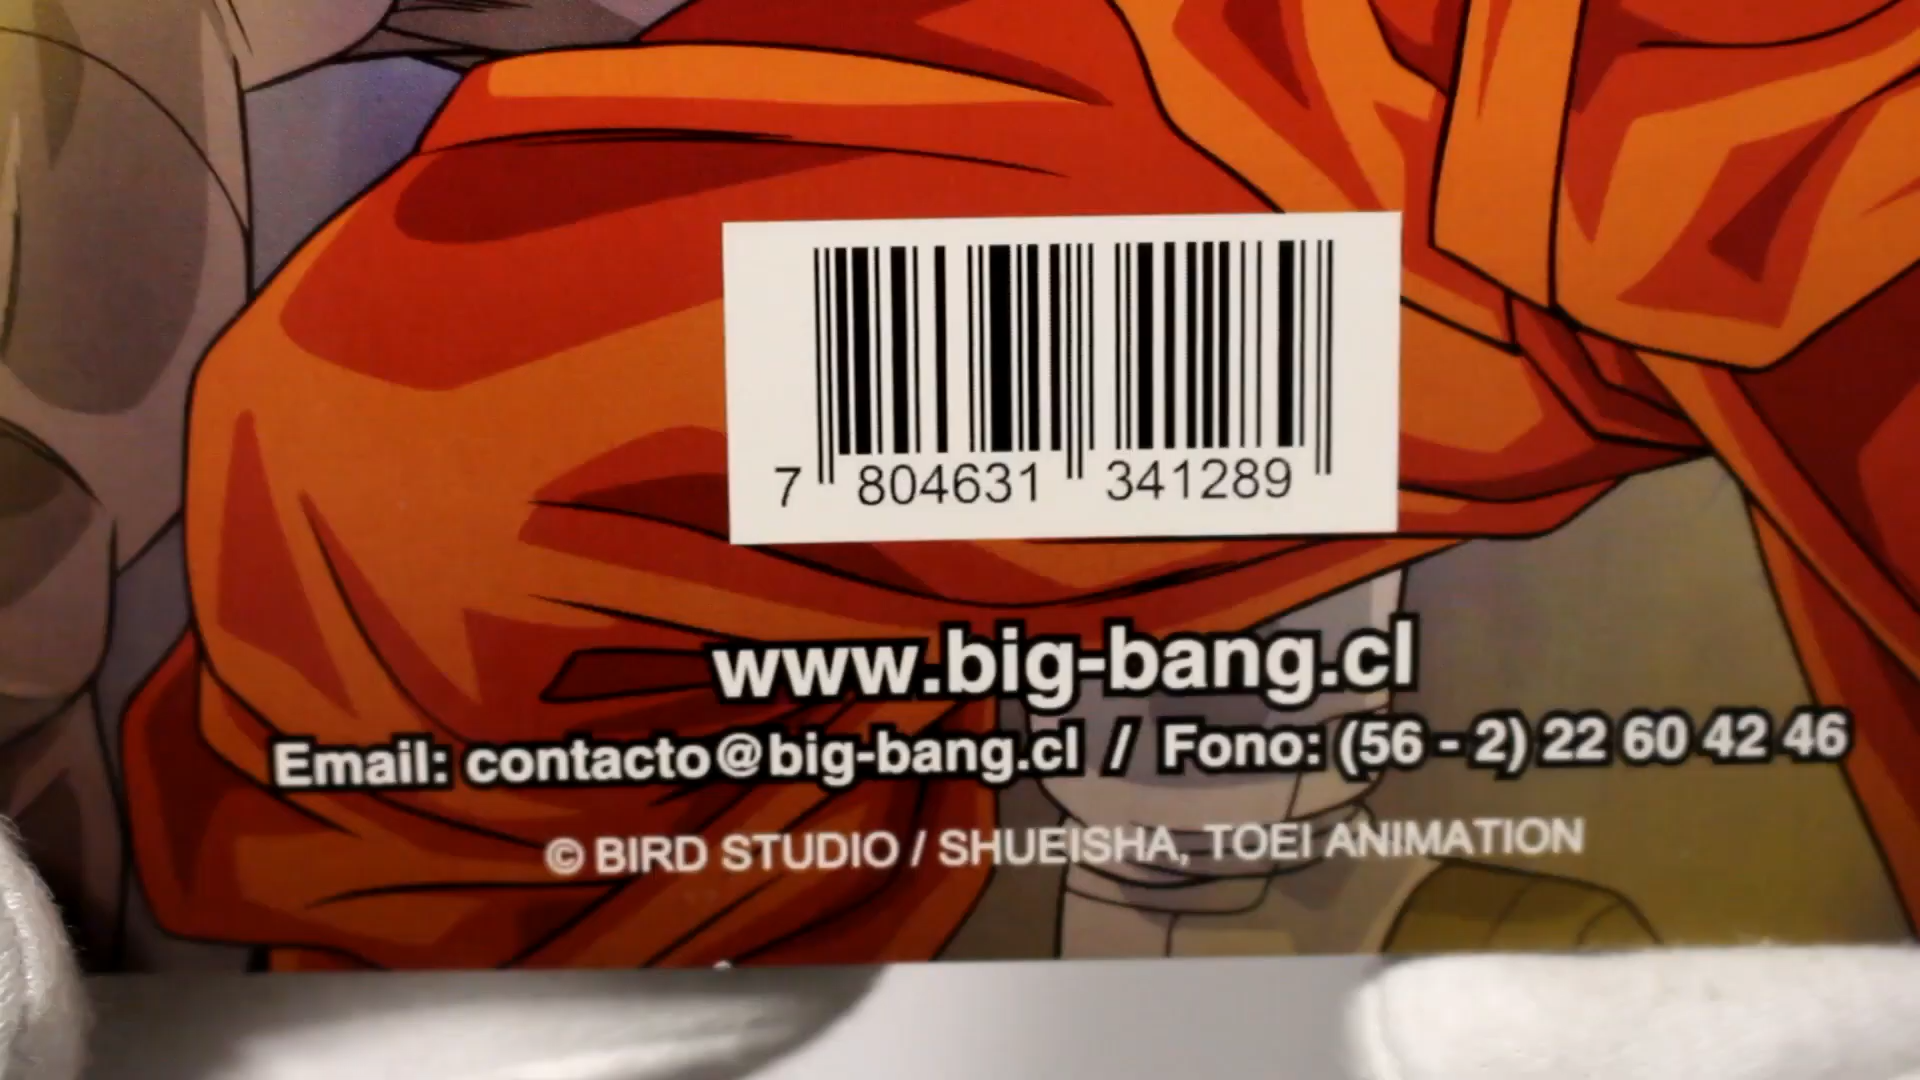 7 804631 341289
www.big-bang.cl
Email: contacto@big-bang.cl / Fono: (56 - 2) 22 60 42 46
© BIRD STUDIO / SHUEISHA, TOEI ANIMATION